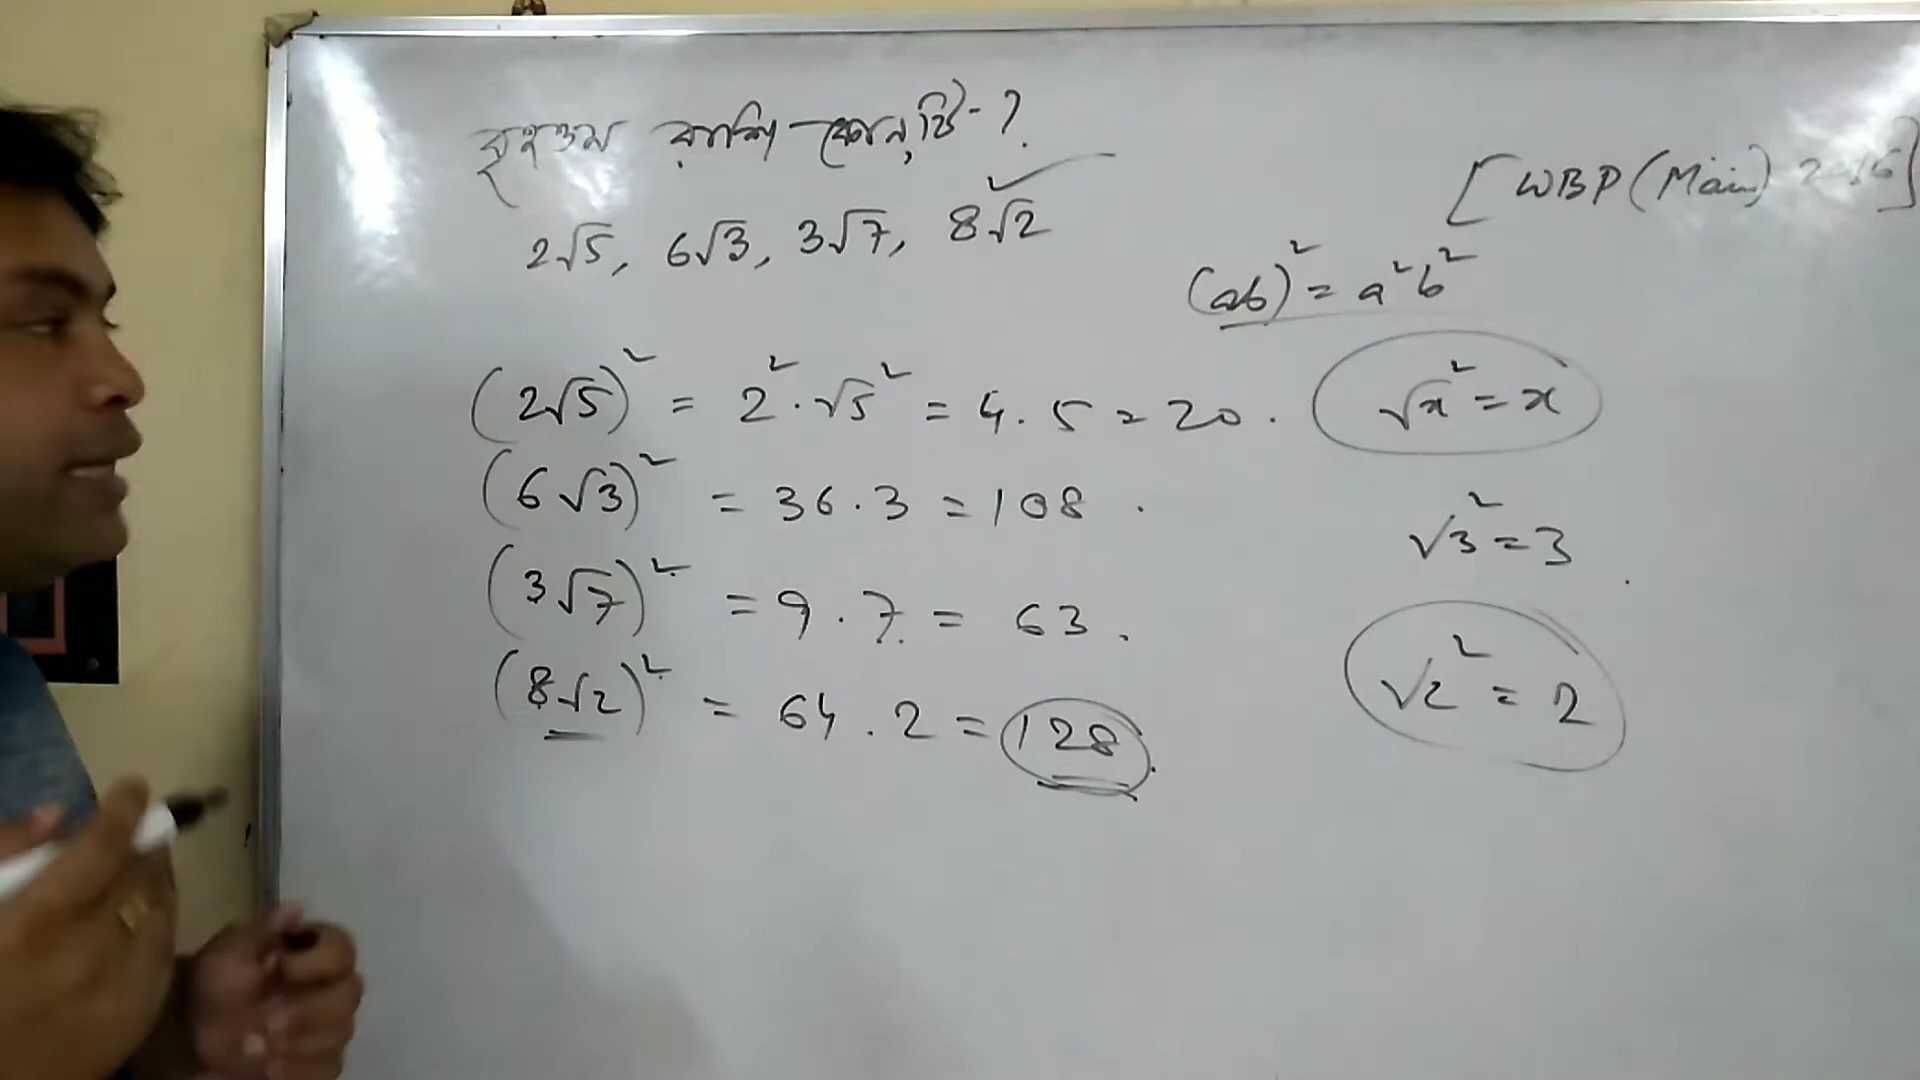 বৃহত্তম রাশি কোনটি-?
[WBP (Main) 2016]
2√5, 6√3, 3√7, 8√2 ✓
(ab)² = a²b²
(2√5)² = 2² · √5² = 4 . 5 = 20 .
√x² = x
(6√3)² = 36 . 3 = 108 .
√3² = 3
(3√7)² = 9 . 7 = 63 .
(8√2)² = 64 . 2 = 128 .
√2² = 2